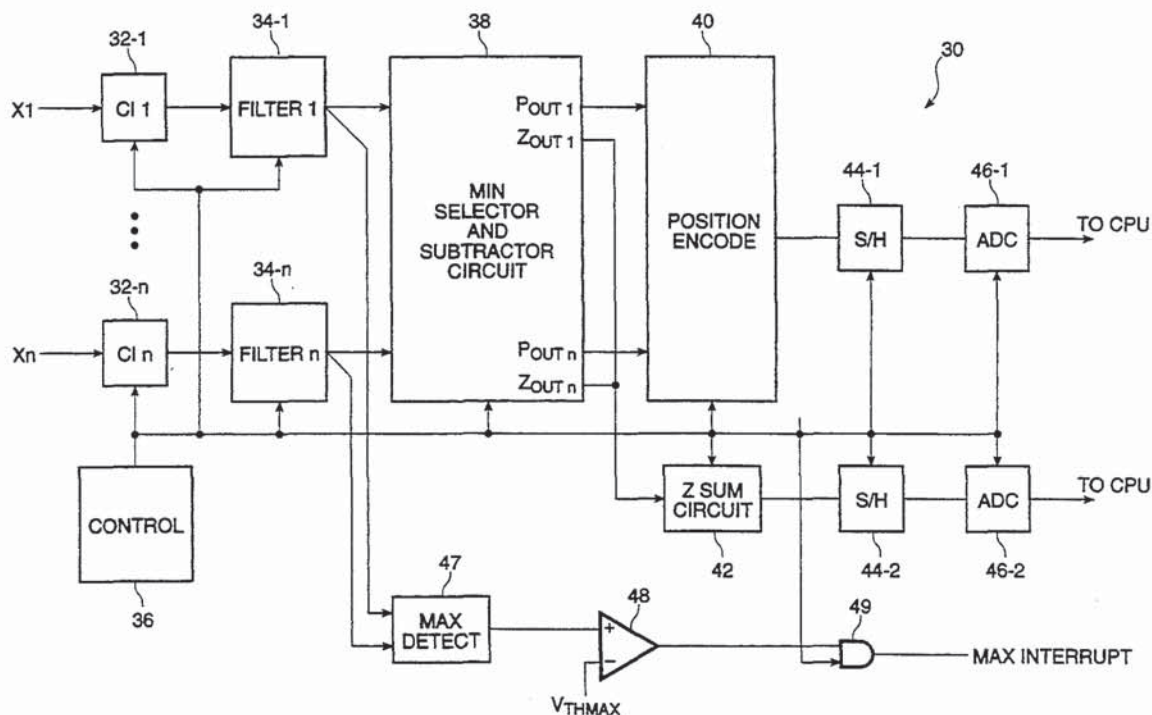 34-1
38
40
30
32-1
X1
CI 1
FILTER 1
POUT 1
ZOUT 1
MIN
SELECTOR
AND
SUBTRACTOR
CIRCUIT
POSITION
ENCODE
44-1
S/H
46-1
ADC
TO CPU
34-n
32-n
Xn
CI n
FILTER n
POUT n
ZOUT n
CONTROL
36
Z SUM
CIRCUIT
42
S/H
44-2
ADC
46-2
TO CPU
47
MAX
DETECT
48
+
−
VTHMAX
49
MAX INTERRUPT